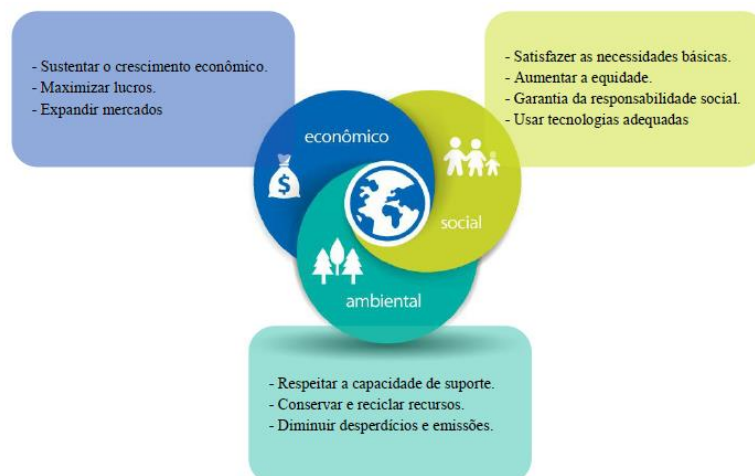 - Sustentar o crescimento econômico.
- Maximizar lucros.
- Expandir mercados
- Satisfazer as necessidades básicas.
- Aumentar a equidade.
- Garantia da responsabilidade social.
- Usar tecnologias adequadas
econômico
$
social
ambiental
- Respeitar a capacidade de suporte.
- Conservar e reciclar recursos.
- Diminuir desperdícios e emissões.